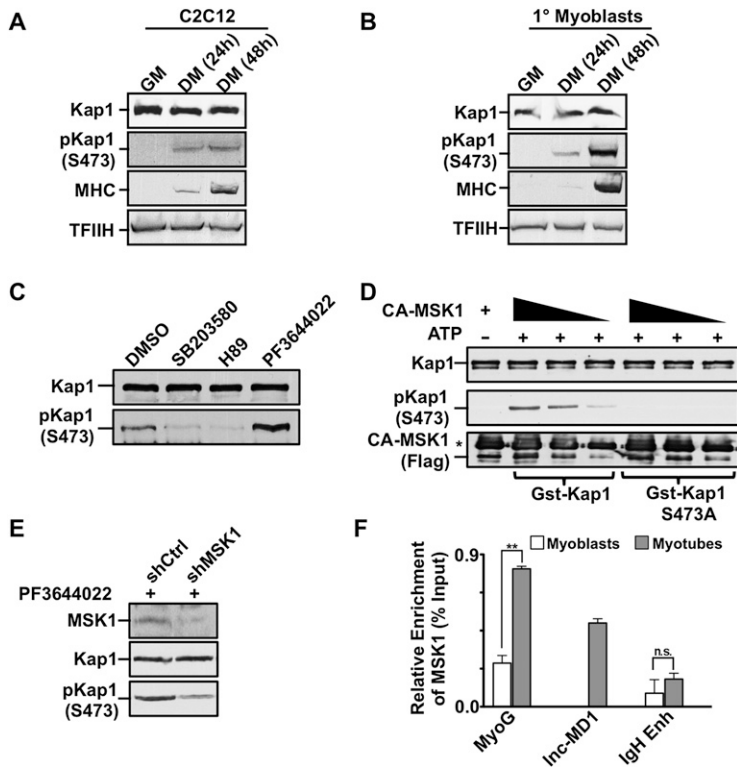 A
C2C12
GM
DM (24h)
DM (48h)
Kap1
pKap1
(S473)
MHC
TFIIH
B
1° Myoblasts
GM
DM (24h)
DM (48h)
Kap1
pKap1
(S473)
MHC
TFIIH
C
DMSO
SB203580
H89
PF3644022
Kap1
pKap1
(S473)
D
CA-MSK1 +
ATP – + + + + + +
Kap1
pKap1
(S473)
CA-MSK1 *
(Flag)
Gst-Kap1
Gst-Kap1
S473A
E
shCtrl
shMSK1
PF3644022 + +
MSK1
Kap1
pKap1
(S473)
F
Myoblasts
Myotubes
Relative Enrichment
of MSK1 (% Input)
0.9
0.0
**
n.s.
MyoG
lnc-MD1
IgH Enh